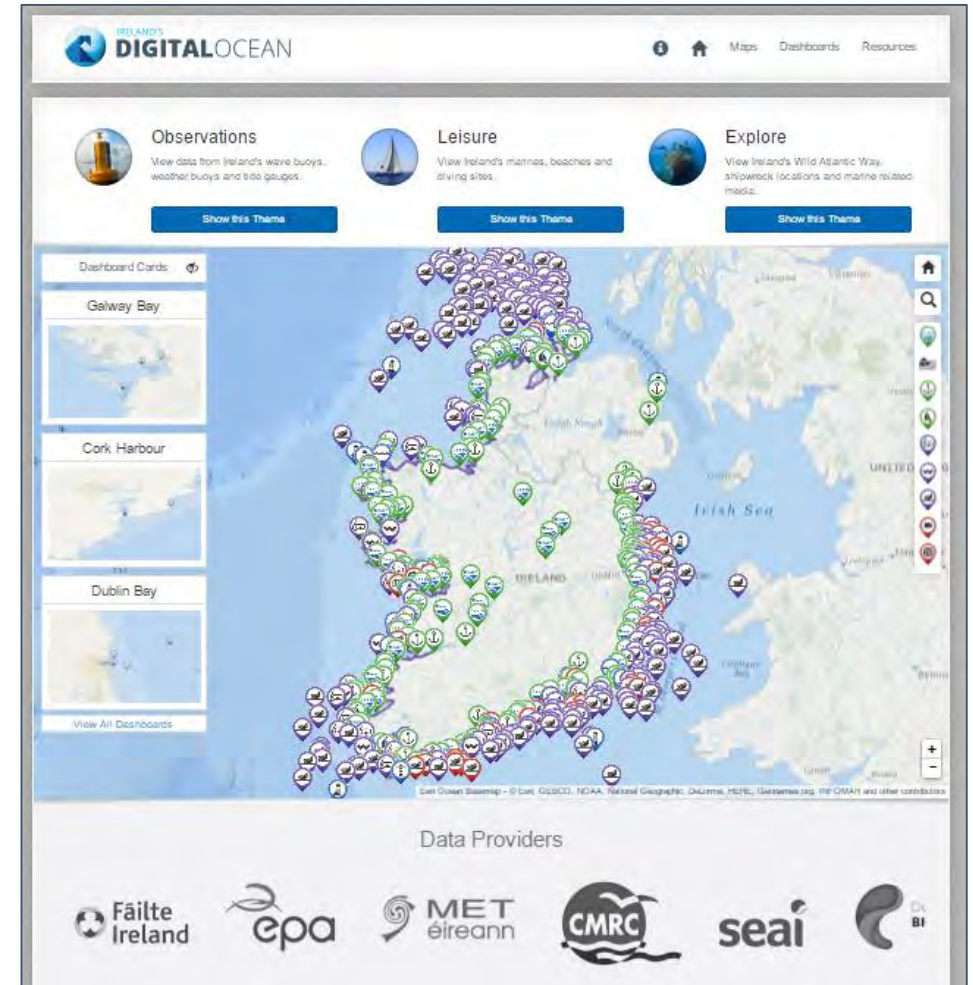 IRELAND'S
DIGITALOCEAN
Maps
Dashboards
Resources
Observations
View data from Ireland's wave buoys,
weather buoys and tide gauges.
Show this Theme
Leisure
View Ireland's marinas, beaches and
diving sites.
Show this Theme
Explore
View Ireland's Wild Atlantic Way,
shipwreck locations and marine related
media.
Show this Theme
Dashboard Cards
Galway Bay
Cork Harbour
Dublin Bay
View All Dashboards
North Channel
Irish Sea
IRELAND
UNITED
Cardigan
Bay
+
−
Esri Ocean Basemap - © Esri, GEBCO, NOAA, National Geographic, DeLorme, HERE, Geonames.org, and other contributors
Data Providers
Fáilte
Ireland
epa
MET
éireann
CMRC
seai